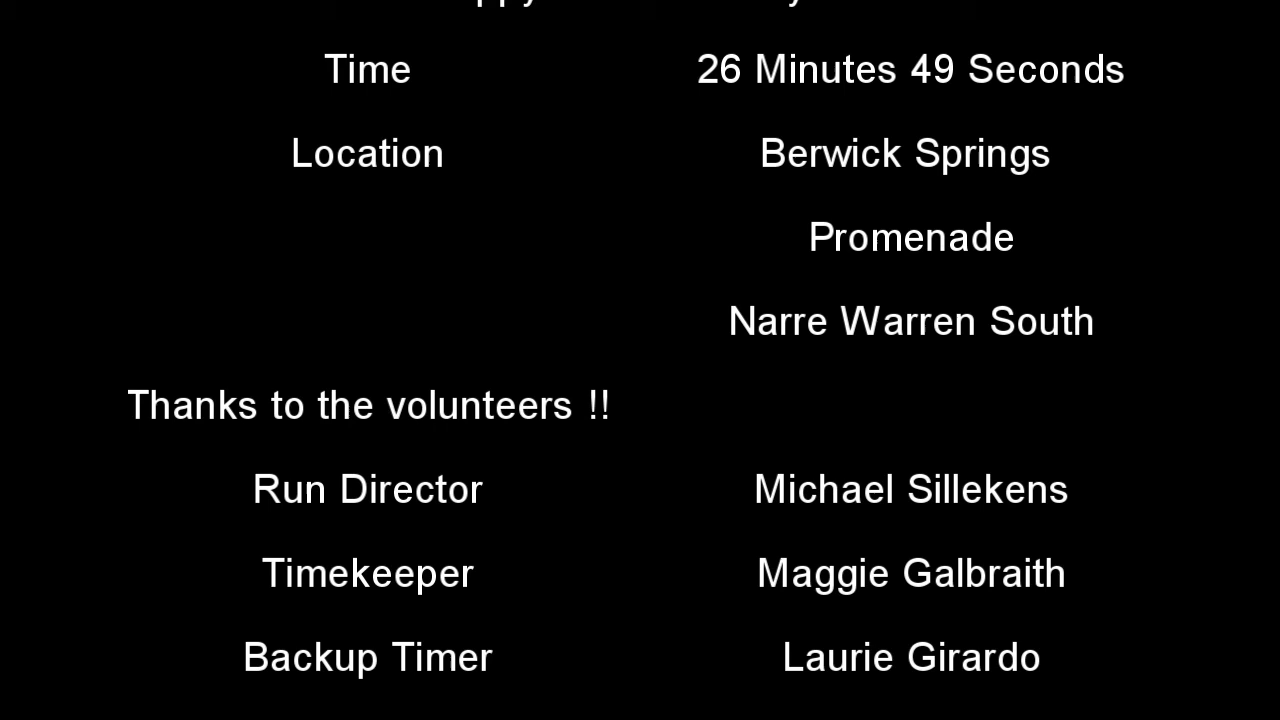 Time 26 Minutes 49 Seconds
Location Berwick Springs
Promenade
Narre Warren South
Thanks to the volunteers !!
Run Director Michael Sillekens
Timekeeper Maggie Galbraith
Backup Timer Laurie Girardo